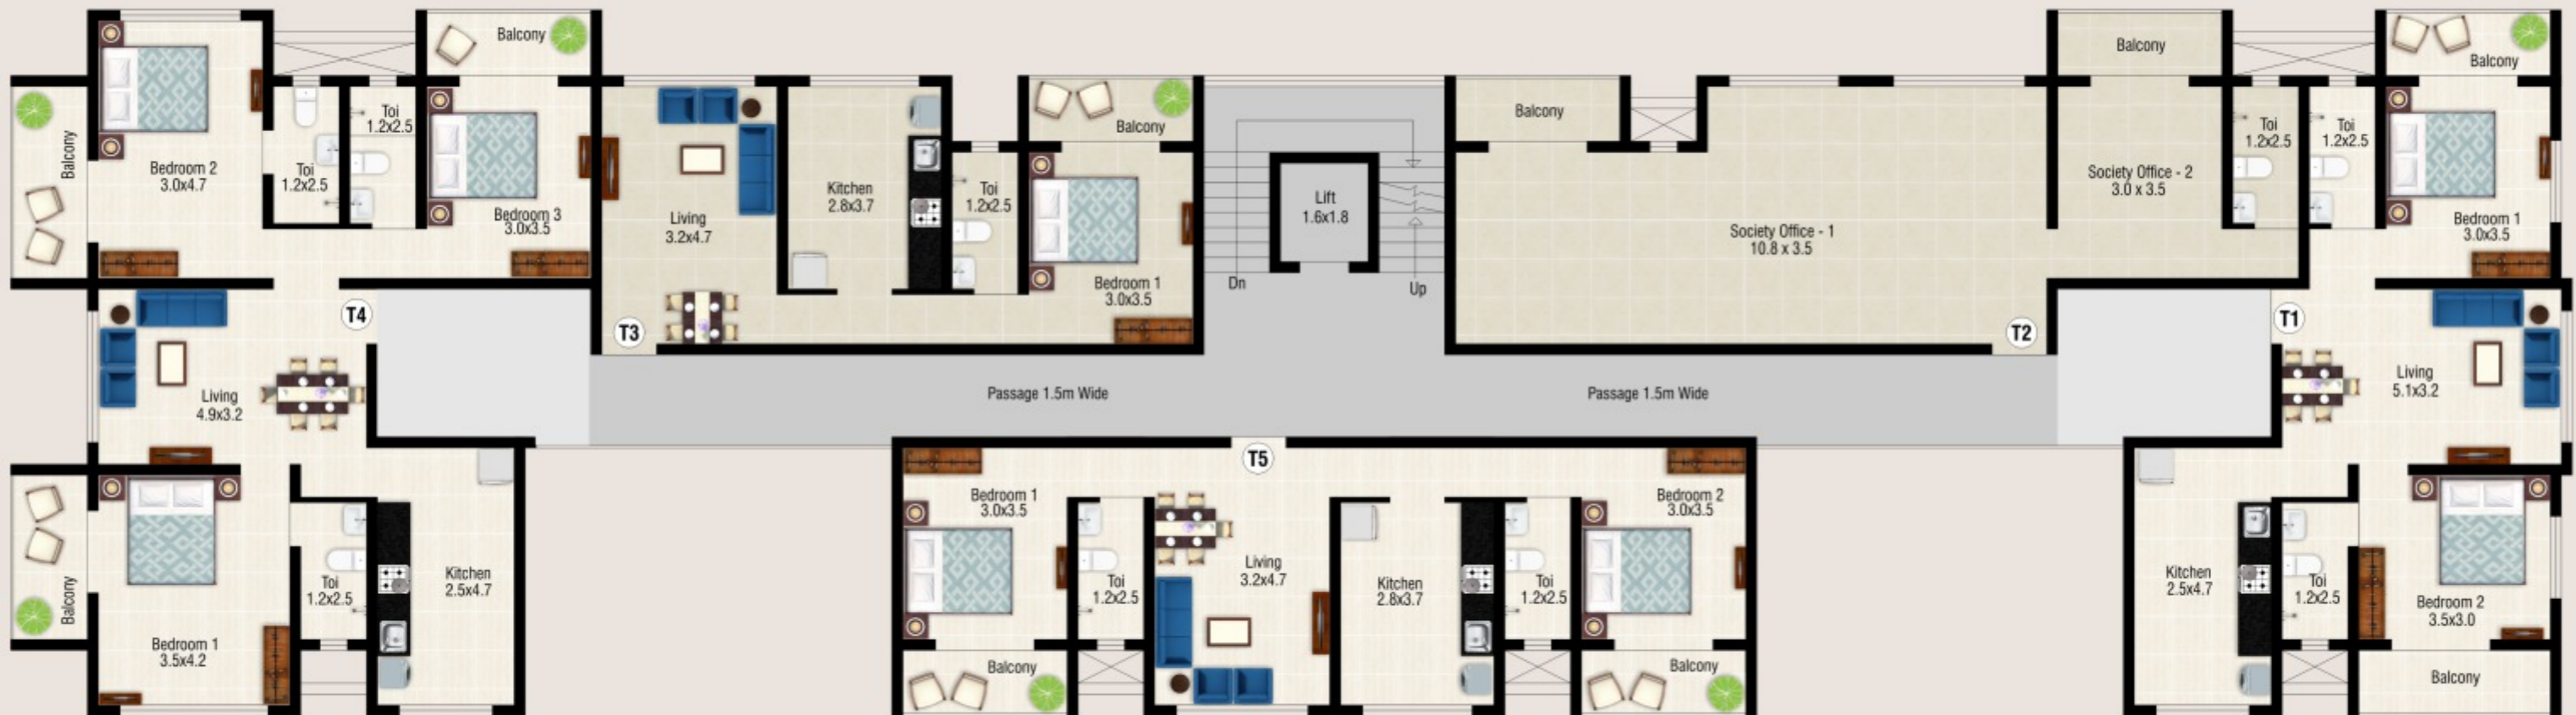 Balcony
Bedroom 2
3.0x4.7
Toi
1.2x2.5
Toi
1.2x2.5
Balcony
Bedroom 3
3.0x3.5
T4
Living
4.9x3.2
Balcony
Bedroom 1
3.5x4.2
Toi
1.2x2.5
Kitchen
2.5x4.7
Living
3.2x4.7
T3
Kitchen
2.8x3.7
Toi
1.2x2.5
Balcony
Bedroom 1
3.0x3.5
Dn
Lift
1.6x1.8
Up
Passage 1.5m Wide
Passage 1.5m Wide
Balcony
Society Office - 1
10.8 x 3.5
T2
Balcony
Society Office - 2
3.0 x 3.5
Toi
1.2x2.5
Toi
1.2x2.5
Balcony
Bedroom 1
3.0x3.5
T1
Living
5.1x3.2
Kitchen
2.5x4.7
Toi
1.2x2.5
Bedroom 2
3.5x3.0
Balcony
T5
Bedroom 1
3.0x3.5
Balcony
Toi
1.2x2.5
Living
3.2x4.7
Kitchen
2.8x3.7
Toi
1.2x2.5
Bedroom 2
3.0x3.5
Balcony